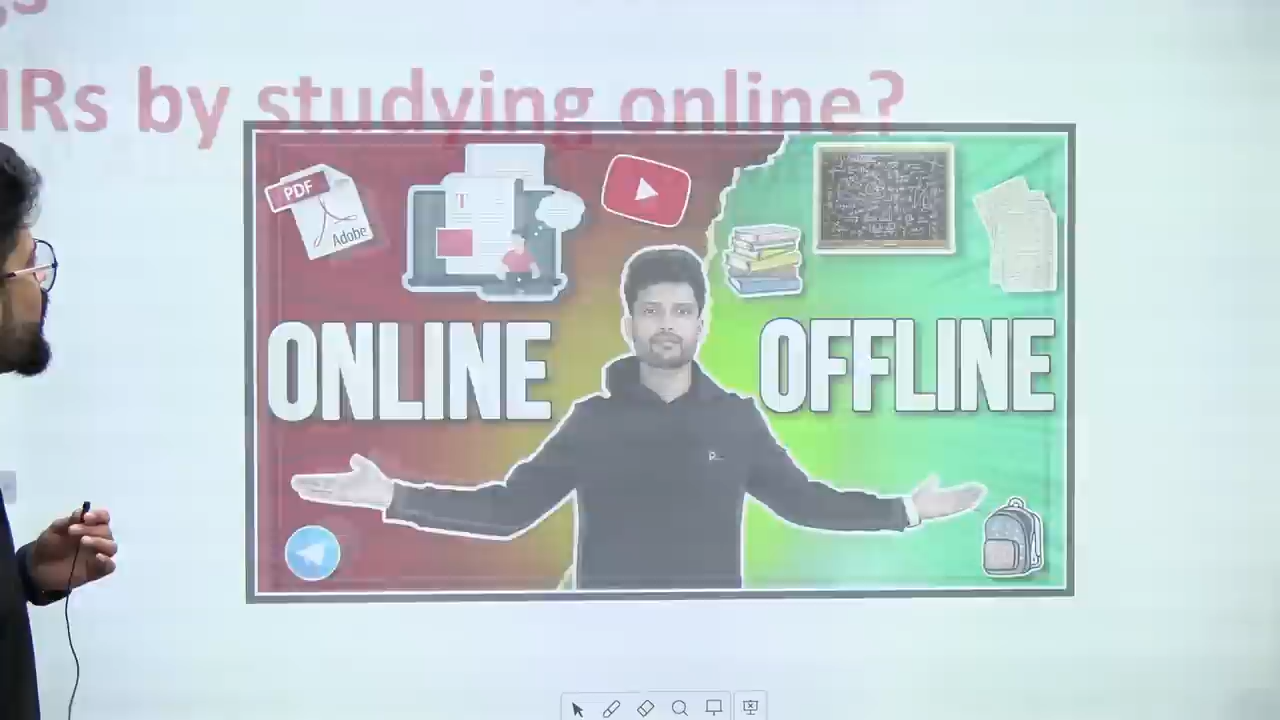 IRs by studying online?
PDF
Adobe
T
ONLINE
OFFLINE